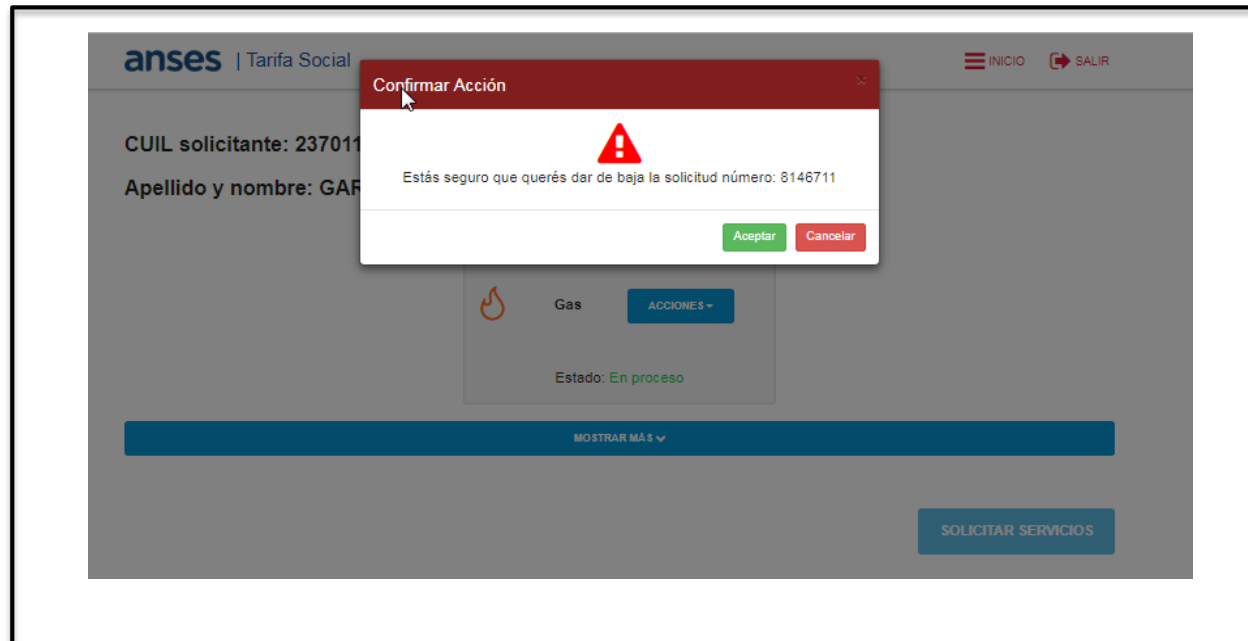 anses | Tarifa Social
INICIO
SALIR
Confirmar Acción
×
CUIL solicitante: 237011
Apellido y nombre: GAR
Estás seguro que querés dar de baja la solicitud número: 8146711
Aceptar
Cancelar
Gas
ACCIONES
Estado: En proceso
MOSTRAR MÀS
SOLICITAR SERVICIOS